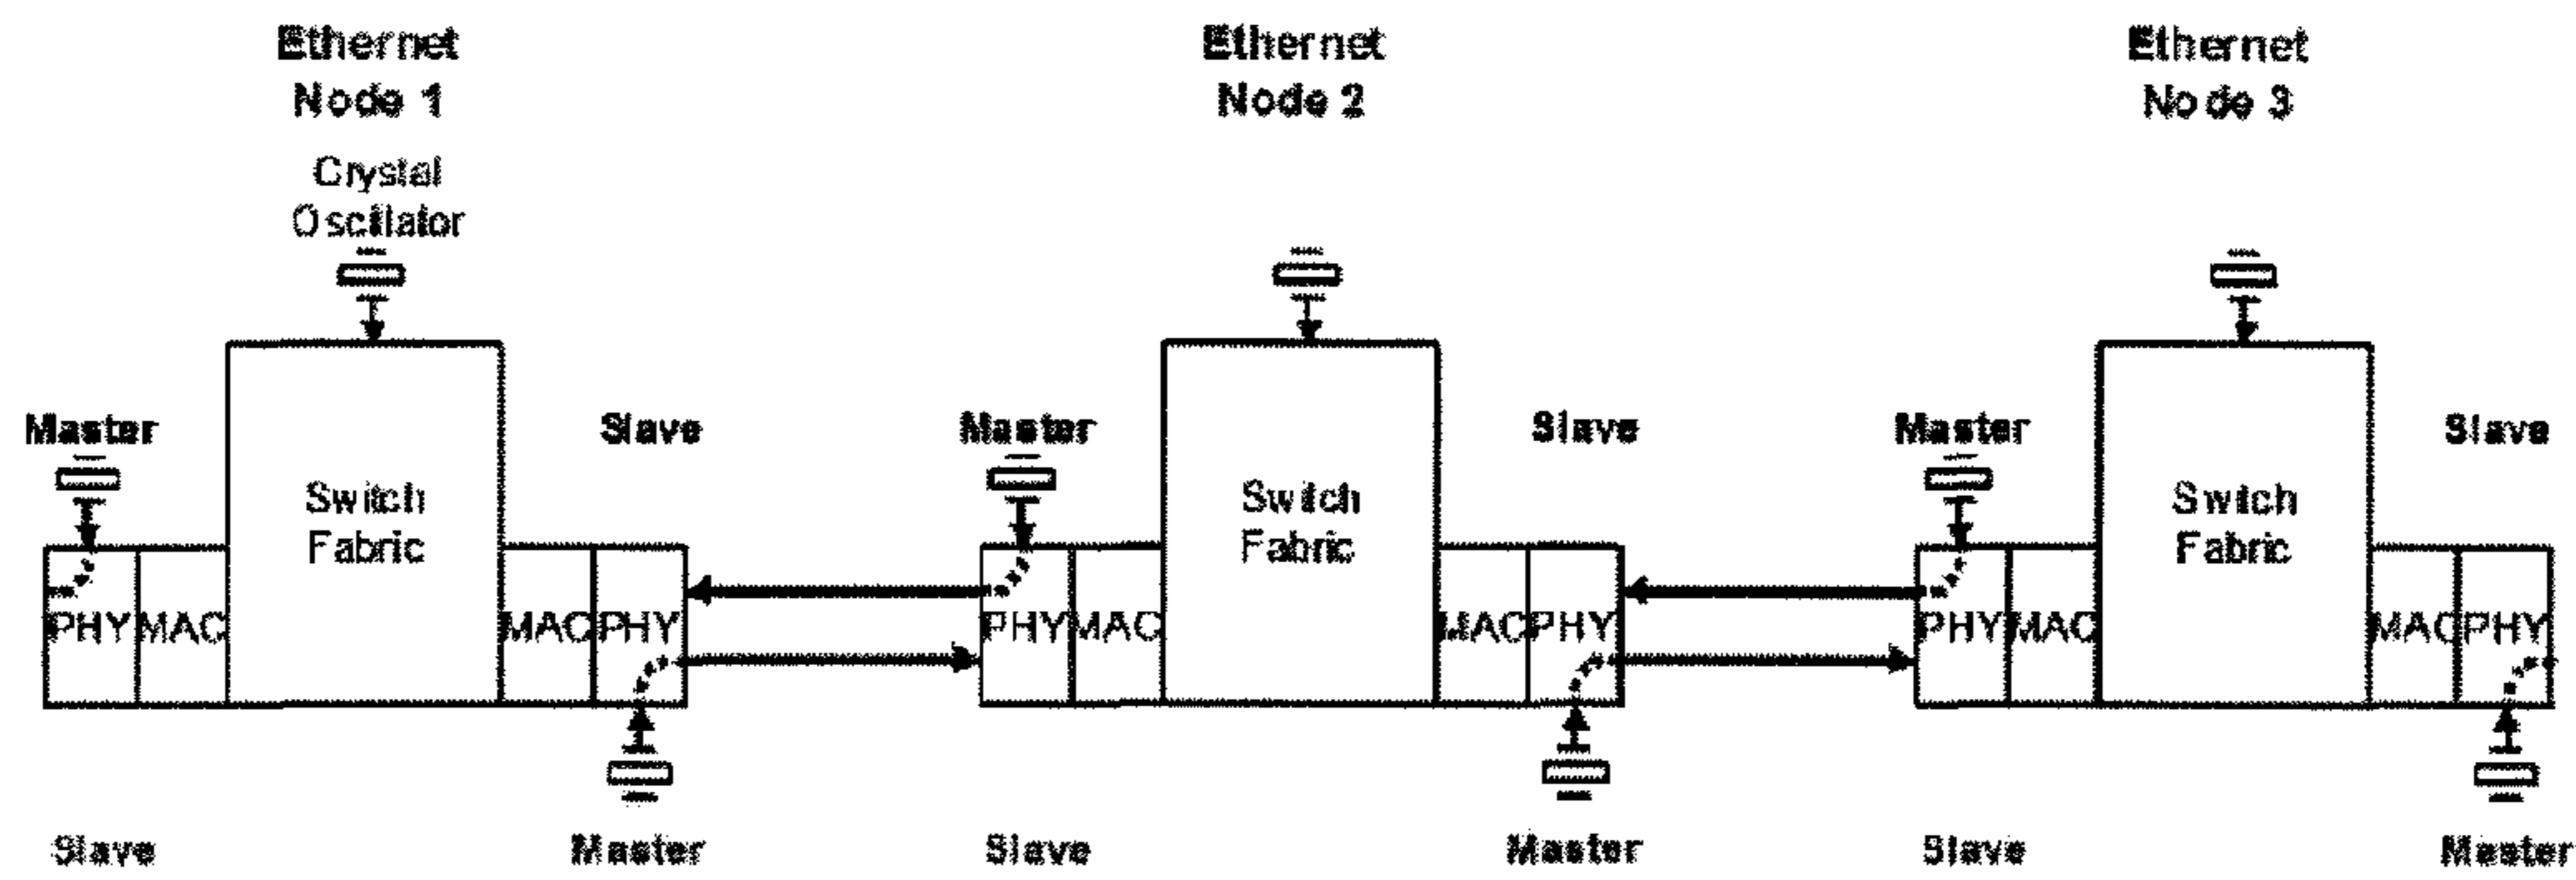 Ethernet
Node 1
Ethernet
Node 2
Ethernet
Node 3
Crystal
Oscillator
Master
Slave
Master
Slave
Master
Slave
Switch
Fabric
Switch
Fabric
Switch
Fabric
PHY MAC
MAC PHY
PHY MAC
MAC PHY
PHY MAC
MAC PHY
Slave
Master
Slave
Master
Slave
Master